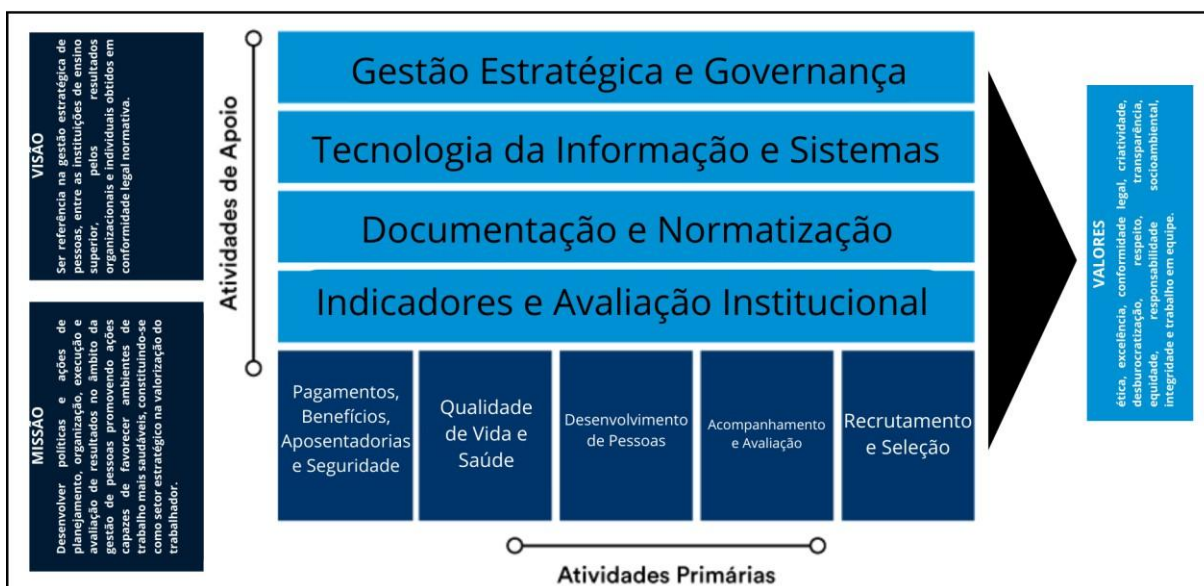 VISÃO
Ser referência na gestão estratégica de
pessoas, entre as instituições de ensino
superior, pelos resultados
organizacionais e individuais obtidos em
conformidade legal normativa.
MISSÃO
Desenvolver políticas e ações de
planejamento, organização, execução e
avaliação de resultados no âmbito da
gestão de pessoas promovendo ações
capazes de favorecer ambientes de
trabalho mais saudáveis, constituindo-se
como setor estratégico na valorização do
trabalhador.
Atividades de Apoio
Gestão Estratégica e Governança
Tecnologia da Informação e Sistemas
Documentação e Normatização
Indicadores e Avaliação Institucional
Pagamentos,
Benefícios,
Aposentadorias
e Seguridade
Qualidade
de Vida e
Saúde
Desenvolvimento
de Pessoas
Acompanhamento
e Avaliação
Recrutamento
e Seleção
Atividades Primárias
VALORES
ética, excelência, conformidade legal, criatividade,
desburocratização, respeito, transparência,
equidade, responsabilidade socioambiental,
integridade e trabalho em equipe.